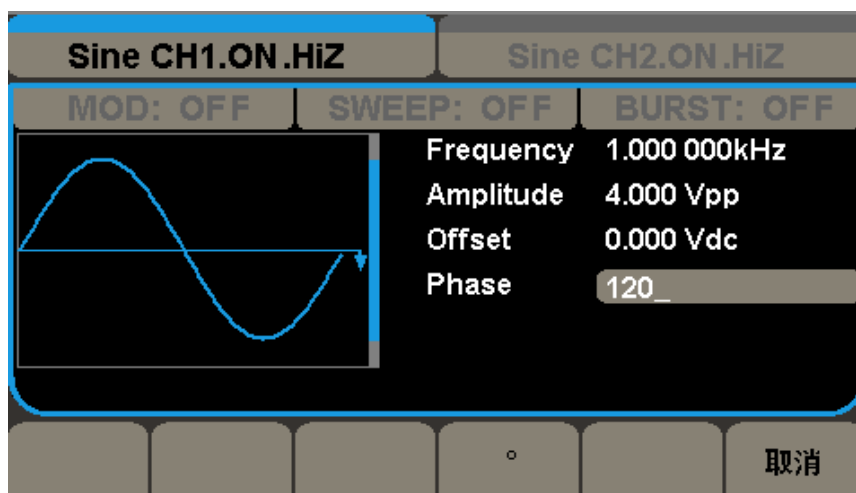 Sine CH1.ON.HiZ
Sine CH2.ON.HiZ
MOD: OFF
SWEEP: OFF
BURST: OFF
Frequency 1.000 000kHz
Amplitude 4.000 Vpp
Offset 0.000 Vdc
Phase 120_
°
取消